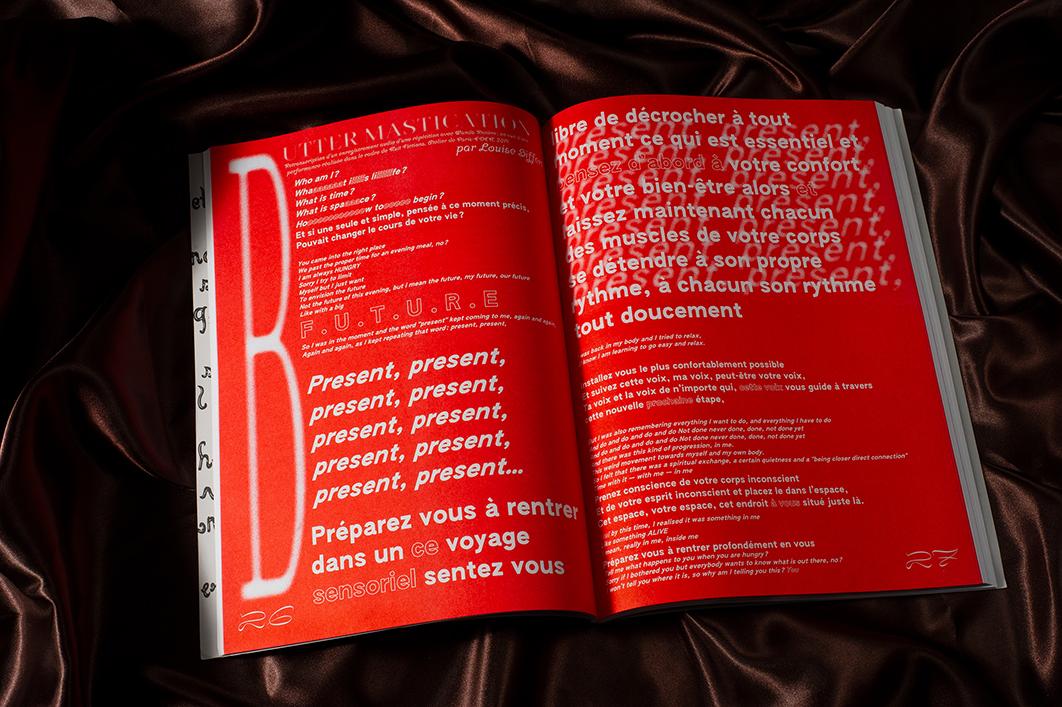 BUTTER MASTICATION
Retranscription d'un enregistrement audio d'une répétition avec
performance réalisée dans le cadre de
par Louise Siffert
Who am I ?
Whaaaaaaat iiiiiiis liiiiiiiife ?
What is time ?
What is spaaaaace ?
Hooooooooooooow toooooooo begin ?
Et si une seule et simple, pensée à ce moment précis,
Pouvait changer le cours de votre vie ?
You came into the right place
We past the proper time for an evening meal, no ?
I am always HUNGRY
Sorry I try to limit
Myself but I just want
To envision the future
Not the future of this evening, but I mean the future, my future, our future
Like with a big
F.U.T.U.R.E
So I was in the moment and the word "present" kept coming to me, again and again,
Again and again, as I kept repeating that word : present, present,
Present, present,
present, present,
present, present,
present, present,
present, present...
Préparez vous à rentrer
dans un ce voyage
sensoriel sentez vous
26
libre de décrocher à tout
moment ce qui est essentiel et
pensez d'abord à votre confort
et votre bien-être alors et
laissez maintenant chacun
des muscles de votre corps
se détendre à son propre
rythme, à chacun son rythme
tout doucement
was back in my body and I tried to relax,
know I am learning to go easy and relax.
Installez vous le plus confortablement possible
Et suivez cette voix, ma voix, peut-être votre voix,
Ta voix et la voix de n'importe qui, cette voix vous guide à travers
cette nouvelle prochaine étape,
But I was also remembering everything I want to do, and everything I have to do
and do and do and do and do Not done never done, done, not done yet
and do and do and do and do Not done never done, done, not done yet
And there was this kind of progression, in me.
This weird movement towards myself and my own body.
So I felt that there was a spiritual exchange, a certain quietness and a "being closer direct connection"
me with it — with me — in me
Prenez conscience de votre corps inconscient
Et de votre esprit inconscient et placez le dans l'espace,
Cet espace, votre espace, cet endroit à vous situé juste là.
by this time, I realised it was something in me
like something ALIVE
mean, really in me, inside me
Préparez vous à rentrer profondément en vous
Tell me what happens to you when you are hungry ?
Sorry if I bothered you but everybody wants to know what is out there, no ?
won't tell you where it is, so why am I telling you this ? You
27